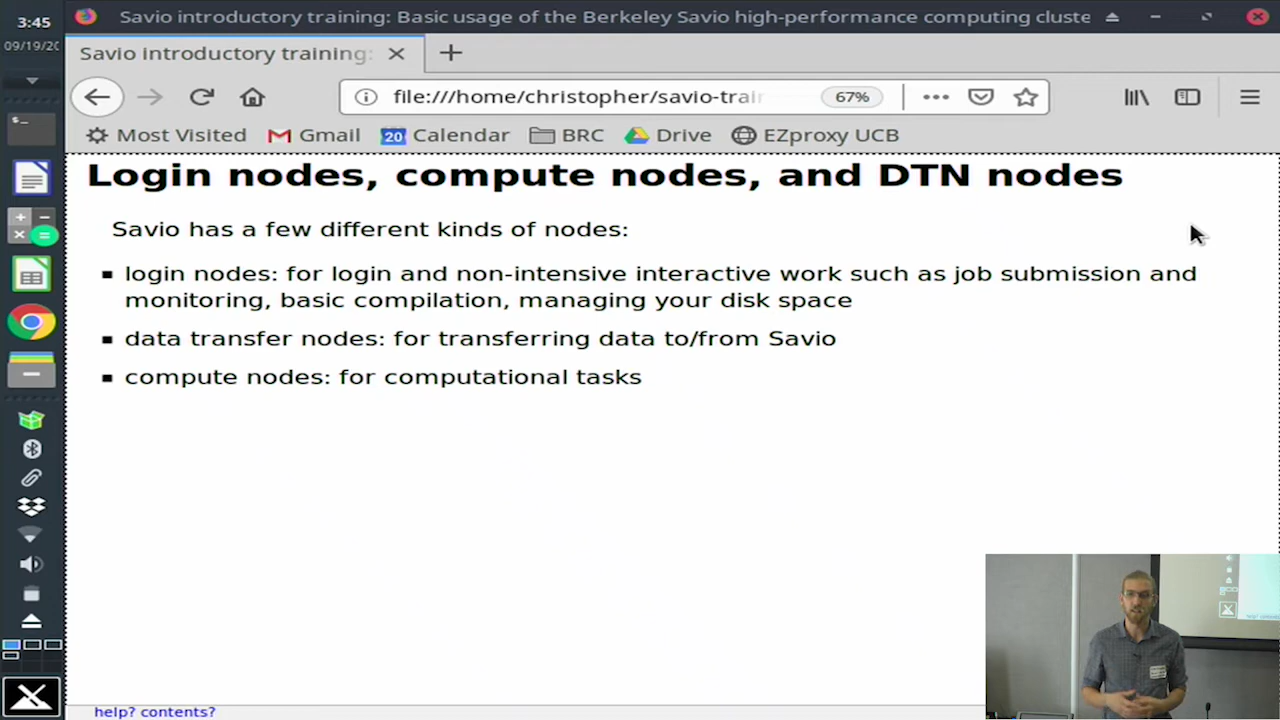 3:45
Savio introductory training: Basic usage of the Berkeley Savio high-performance computing cluste
09/19/20
Savio introductory training:
file:///home/christopher/savio-trai
67%
Most Visited
Gmail
20 Calendar
BRC
Drive
EZproxy UCB
Login nodes, compute nodes, and DTN nodes
Savio has a few different kinds of nodes:
login nodes: for login and non-intensive interactive work such as job submission and
monitoring, basic compilation, managing your disk space
data transfer nodes: for transferring data to/from Savio
compute nodes: for computational tasks
help? contents?